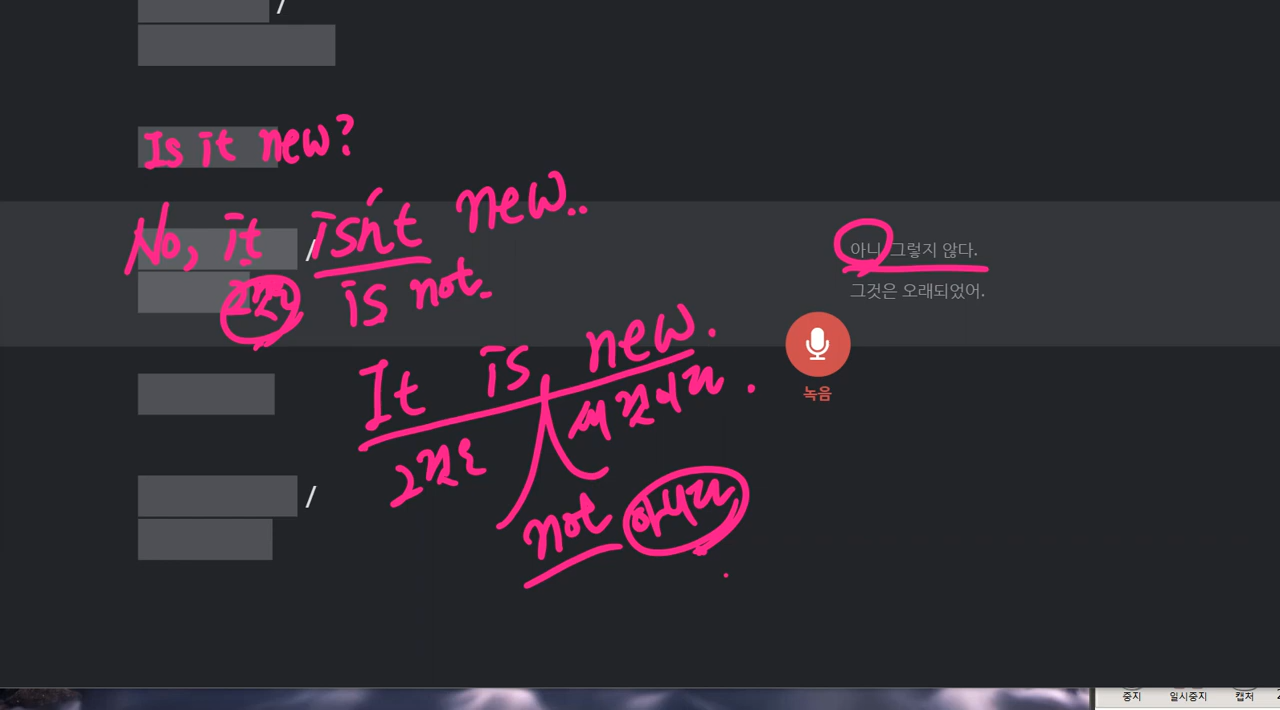 /
Is it new?
No, it / isn't new..
그것은
is not.
아니 그렇지 않다.
그것은 오래되었어.
녹음
It is new.
그것은 새것이다.
not 아니다
/
중지 일시중지 캡처